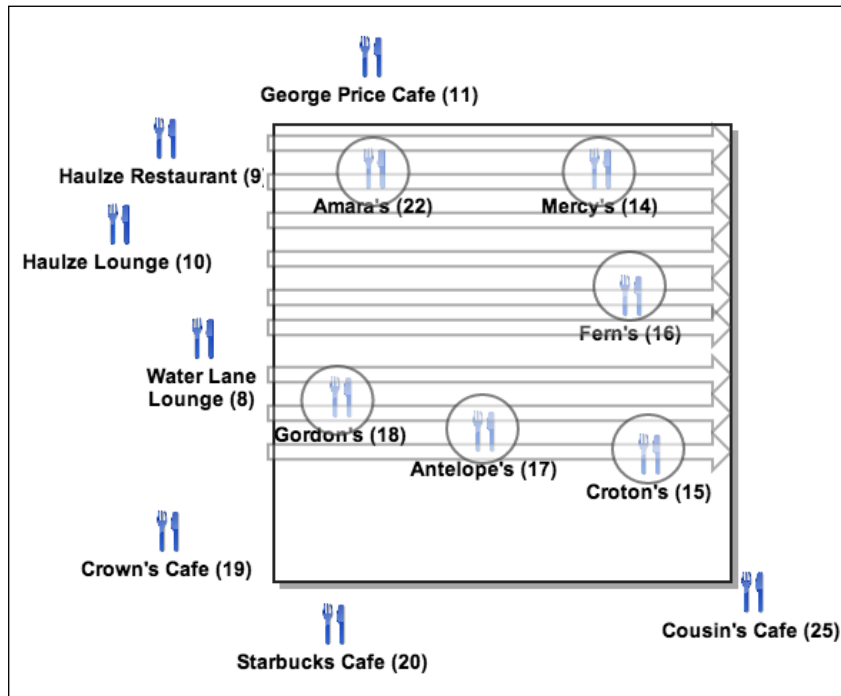 George Price Cafe (11)
Haulze Restaurant (9)
Amara's (22)
Mercy's (14)
Haulze Lounge (10)
Fern's (16)
Water Lane
Lounge (8)
Gordon's (18)
Antelope's (17)
Croton's (15)
Crown's Cafe (19)
Cousin's Cafe (25)
Starbucks Cafe (20)